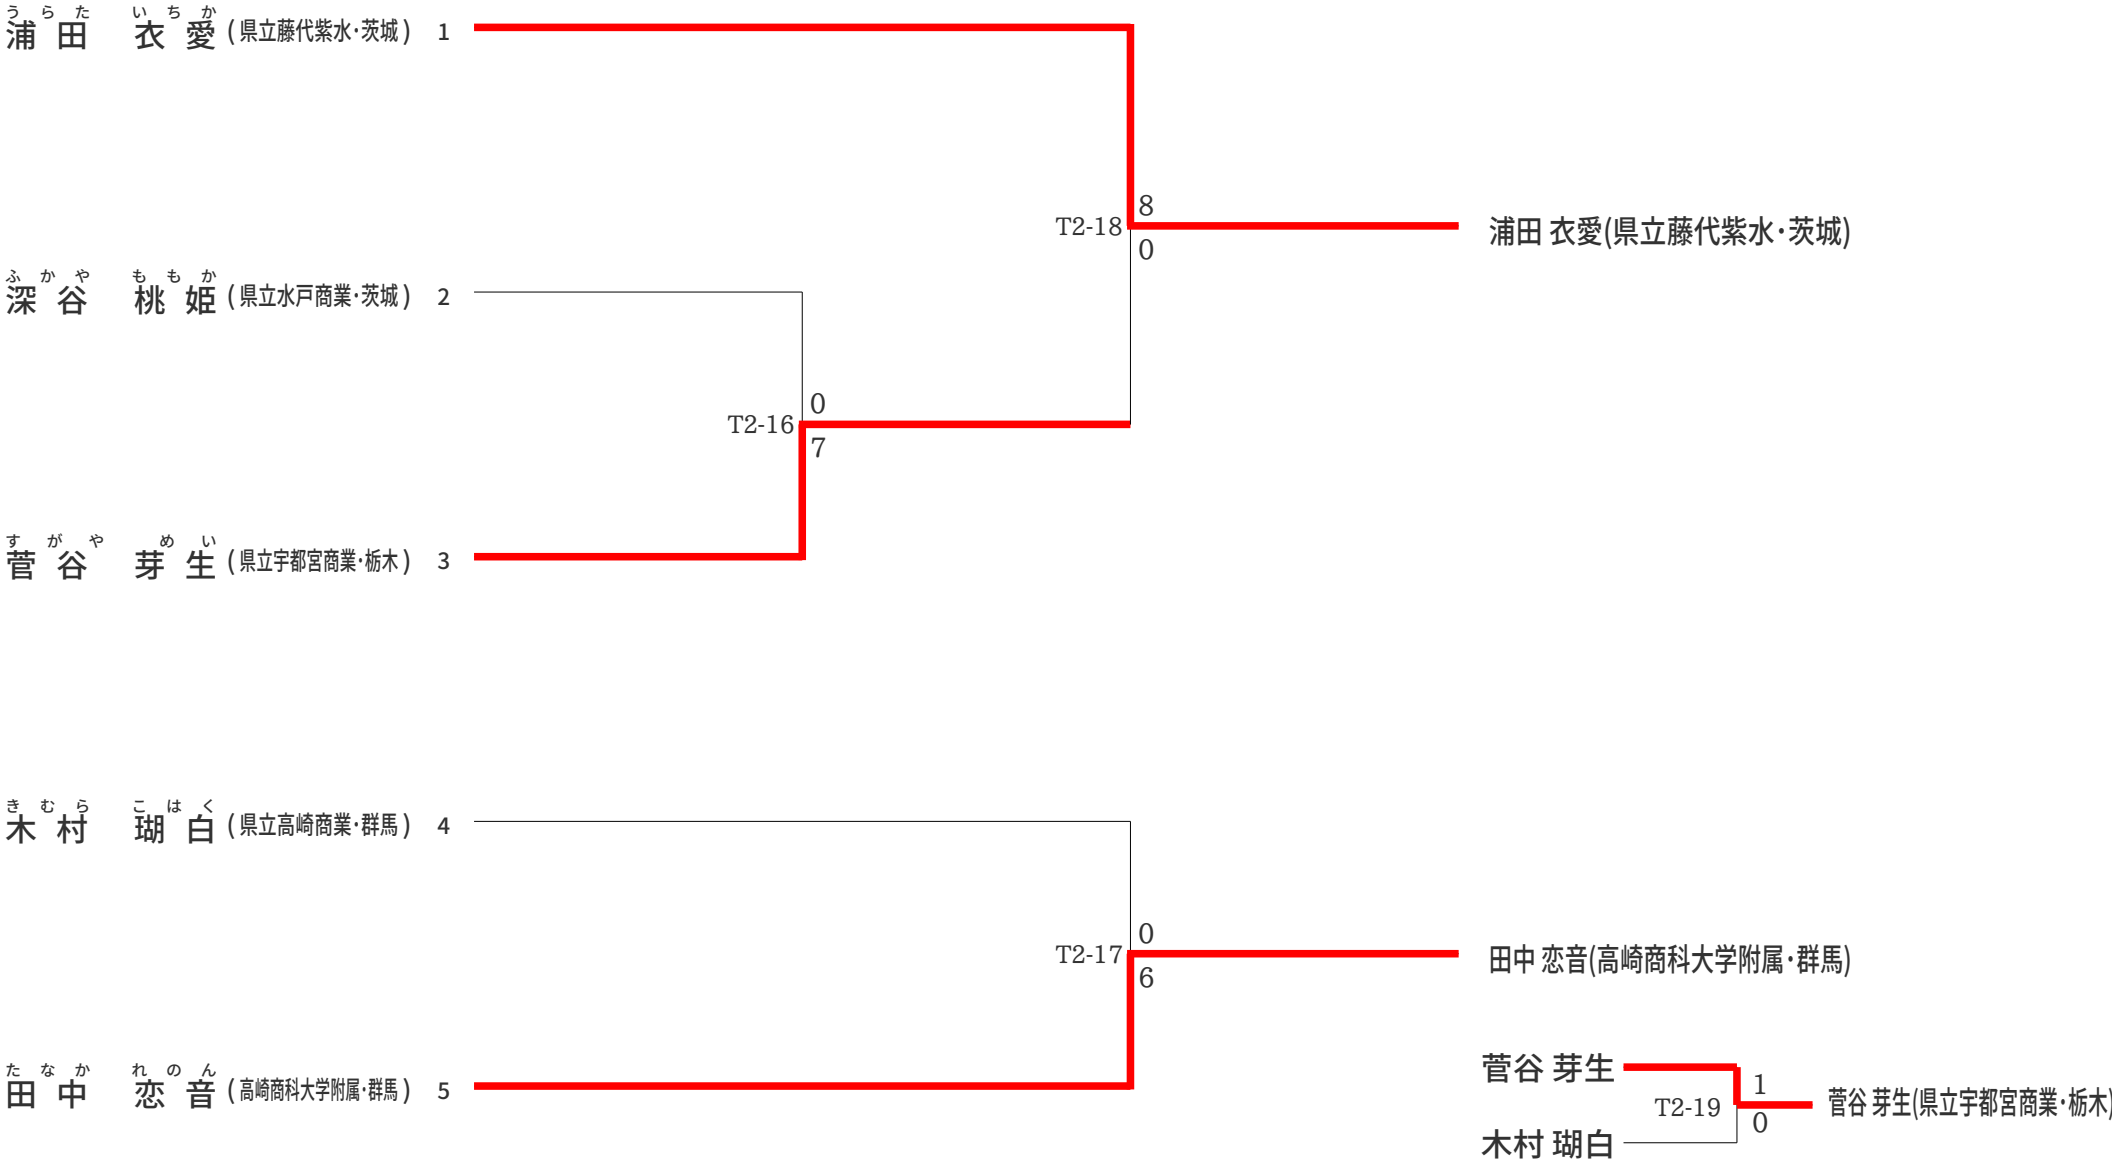 うらた いちか
浦田 衣愛 (県立藤代紫水･茨城) 1
8
T2-18
浦田 衣愛(県立藤代紫水･茨城)
0
ふかや ももか
深谷 桃姫 (県立水戸商業･茨城) 2
0
T2-16
7
すがや めい
菅谷 芽生 (県立宇都宮商業･栃木) 3
きむら こはく
木村 瑚白 (県立高崎商業･群馬) 4
0
T2-17
田中 恋音(高崎商科大学附属･群馬)
6
たなか れのん
田中 恋音 (高崎商科大学附属･群馬) 5
菅谷 芽生
1
T2-19
菅谷 芽生(県立宇都宮商業･栃木)
0
木村 瑚白